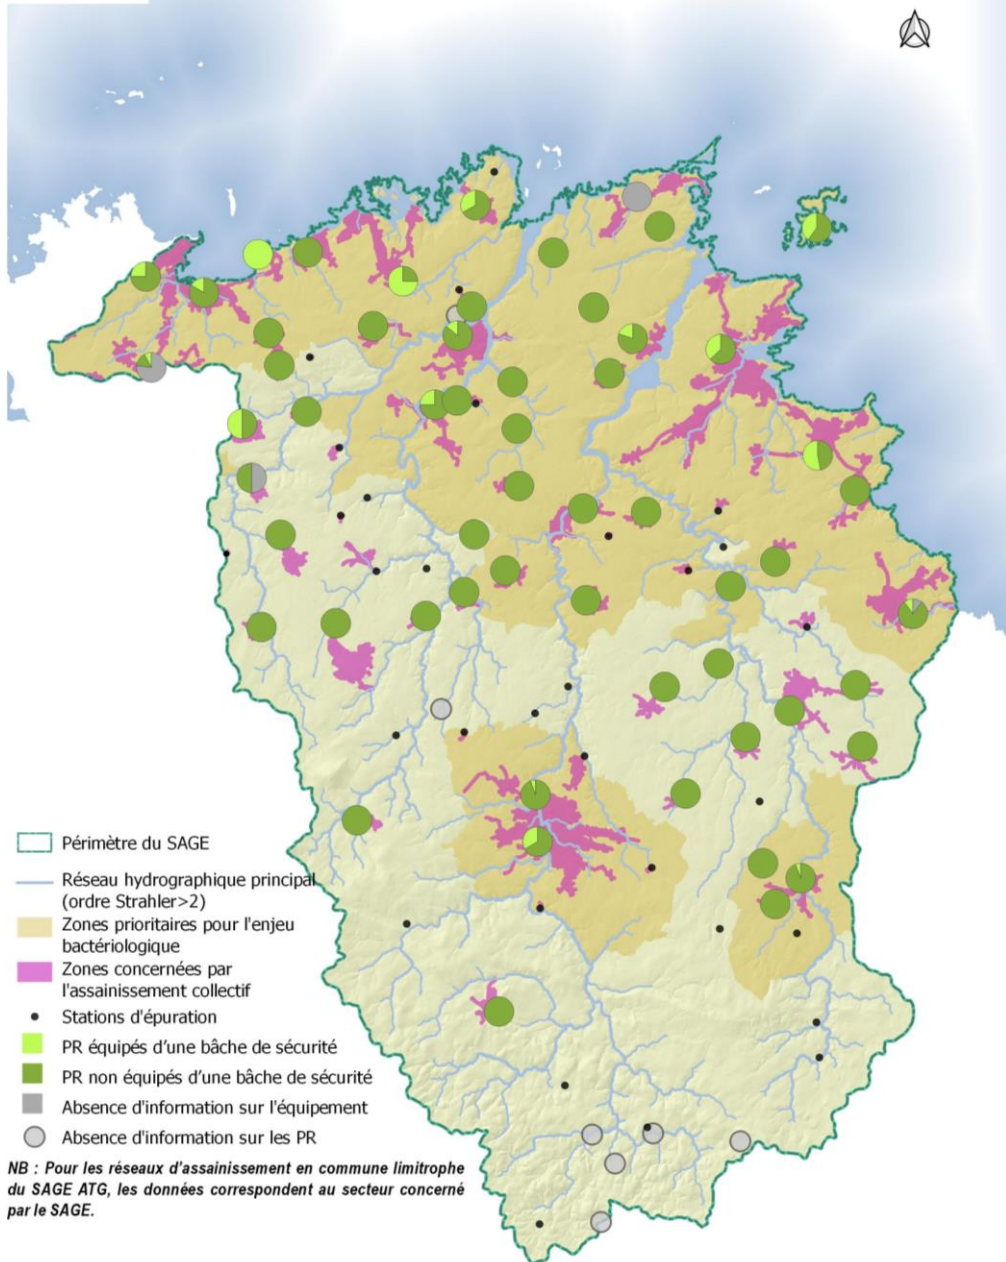 Périmètre du SAGE
Réseau hydrographique principal
(ordre Strahler>2)
Zones prioritaires pour l'enjeu
bactériologique
Zones concernées par
l'assainissement collectif
Stations d'épuration
PR équipés d’une bâche de sécurité
PR non équipés d’une bâche de sécurité
Absence d'information sur l'équipement
Absence d'information sur les PR
NB : Pour les réseaux d’assainissement en commune limitrophe
du SAGE ATG, les données correspondent au secteur concerné
par le SAGE.